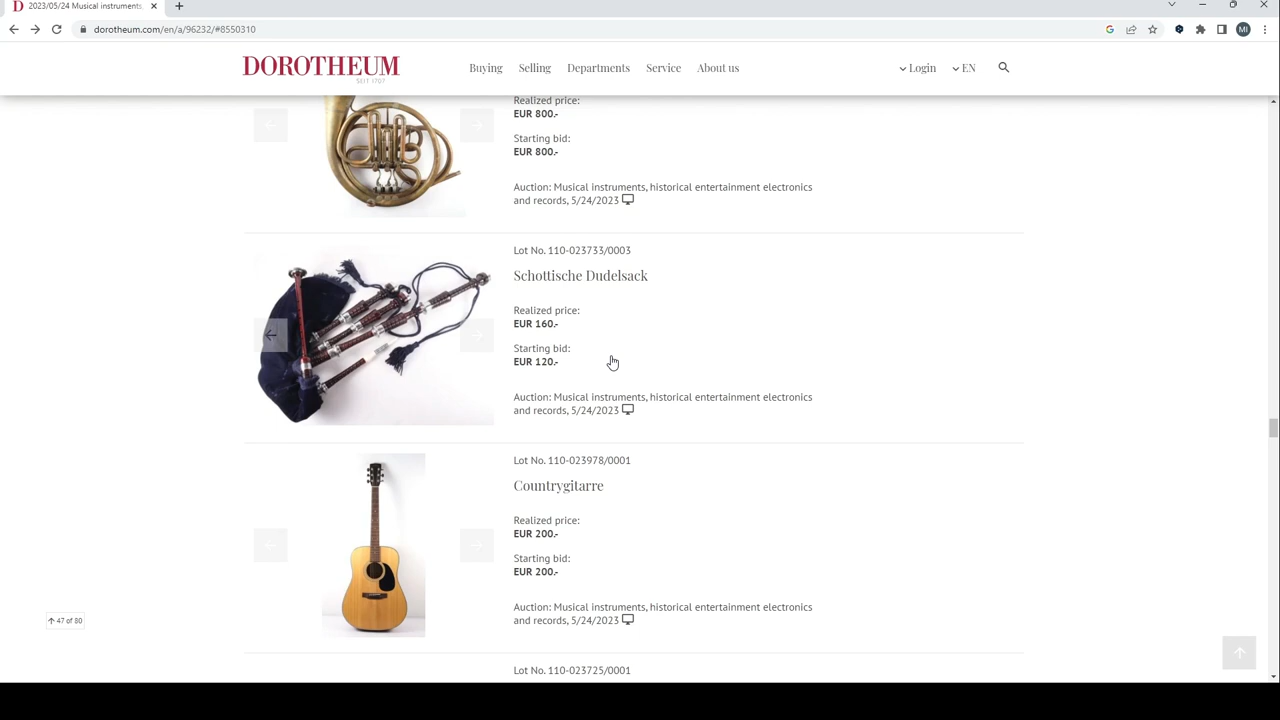 2023/05/24 Musical instruments,
dorotheum.com/en/a/96232/#8550310
MI
DOROTHEUM
SEIT 1707
Buying Selling Departments Service About us
Login EN
Realized price:
EUR 800.-
Starting bid:
EUR 800.-
Auction: Musical instruments, historical entertainment electronics
and records, 5/24/2023
Lot No. 110-023733/0003
Schottische Dudelsack
Realized price:
EUR 160.-
Starting bid:
EUR 120.-
Auction: Musical instruments, historical entertainment electronics
and records, 5/24/2023
Lot No. 110-023978/0001
Countrygitarre
Realized price:
EUR 200.-
Starting bid:
EUR 200.-
Auction: Musical instruments, historical entertainment electronics
and records, 5/24/2023
47 of 80
Lot No. 110-023725/0001